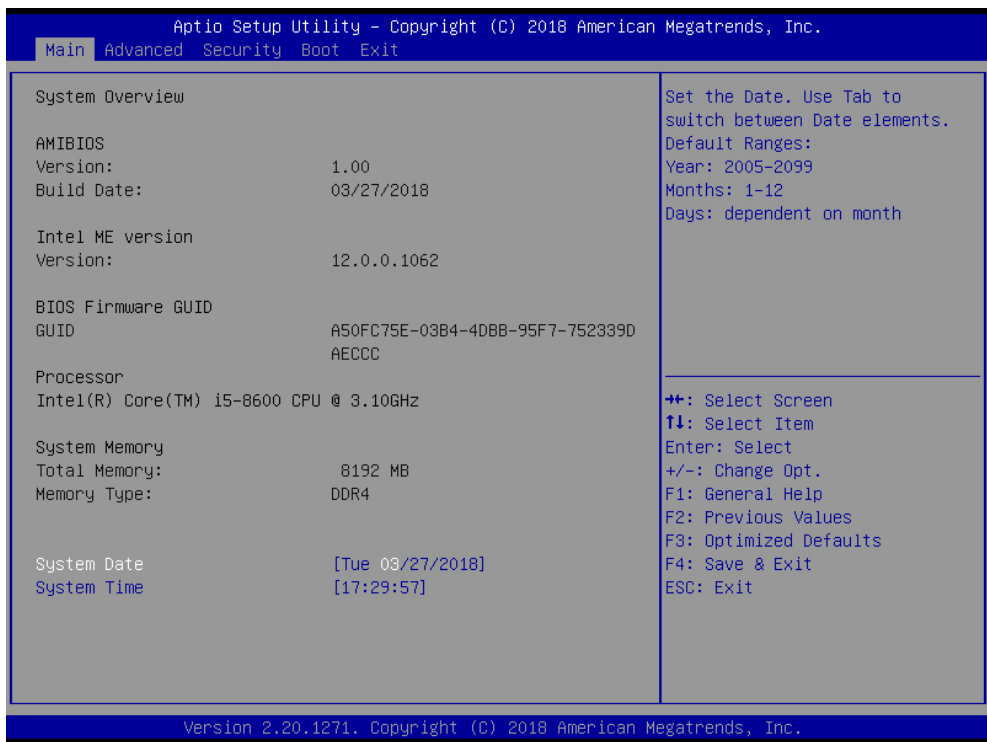 Aptio Setup Utility – Copyright (C) 2018 American Megatrends, Inc.
Main Advanced Security Boot Exit
System Overview
AMIBIOS
Version: 1.00
Build Date: 03/27/2018
Intel ME version
Version: 12.0.0.1062
BIOS Firmware GUID
GUID A50FC75E-03B4-4DBB-95F7-752339D
AECCC
Processor
Intel(R) Core(TM) i5-8600 CPU @ 3.10GHz
System Memory
Total Memory: 8192 MB
Memory Type: DDR4
System Date [Tue 03/27/2018]
System Time [17:29:57]
Set the Date. Use Tab to
switch between Date elements.
Default Ranges:
Year: 2005-2099
Months: 1-12
Days: dependent on month
→←: Select Screen
↑↓: Select Item
Enter: Select
+/-: Change Opt.
F1: General Help
F2: Previous Values
F3: Optimized Defaults
F4: Save & Exit
ESC: Exit
Version 2.20.1271. Copyright (C) 2018 American Megatrends, Inc.